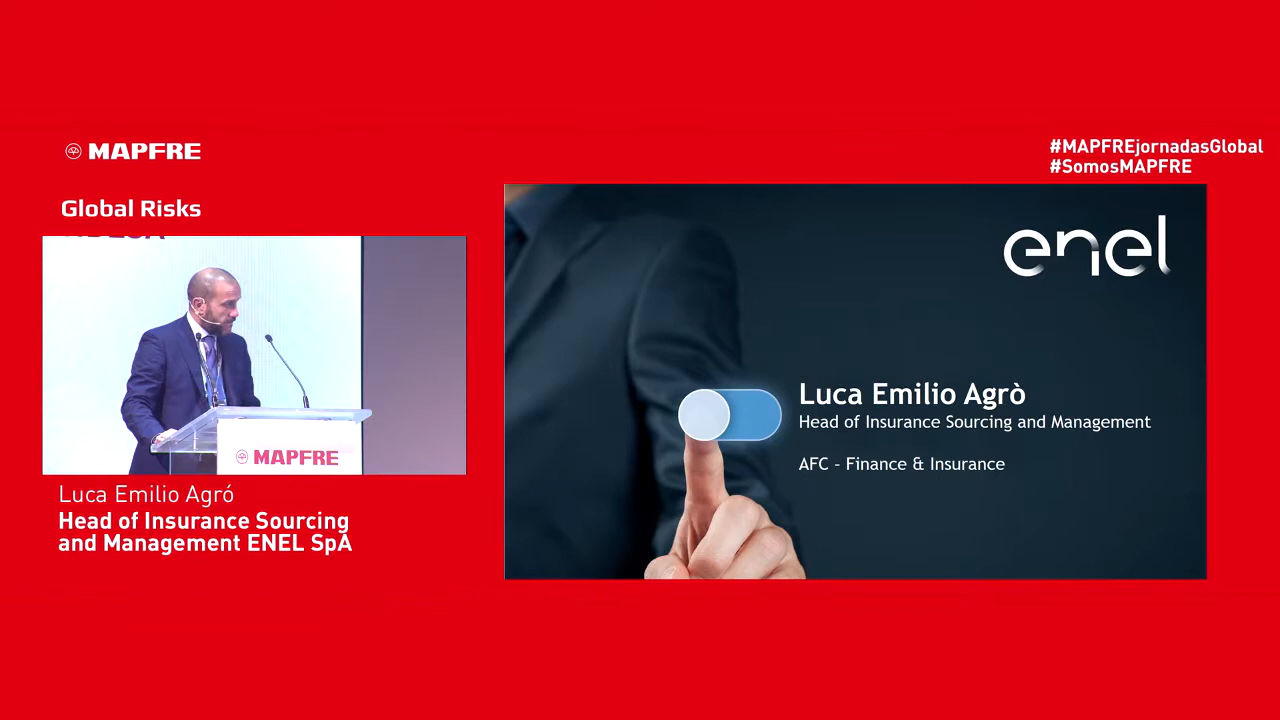 MAPFRE
#MAPFREjornadasGlobal
#SomosMAPFRE
Global Risks
MAPFRE
Luca Emilio Agró
Head of Insurance Sourcing
and Management ENEL SpA
enel
Luca Emilio Agrò
Head of Insurance Sourcing and Management
AFC - Finance & Insurance